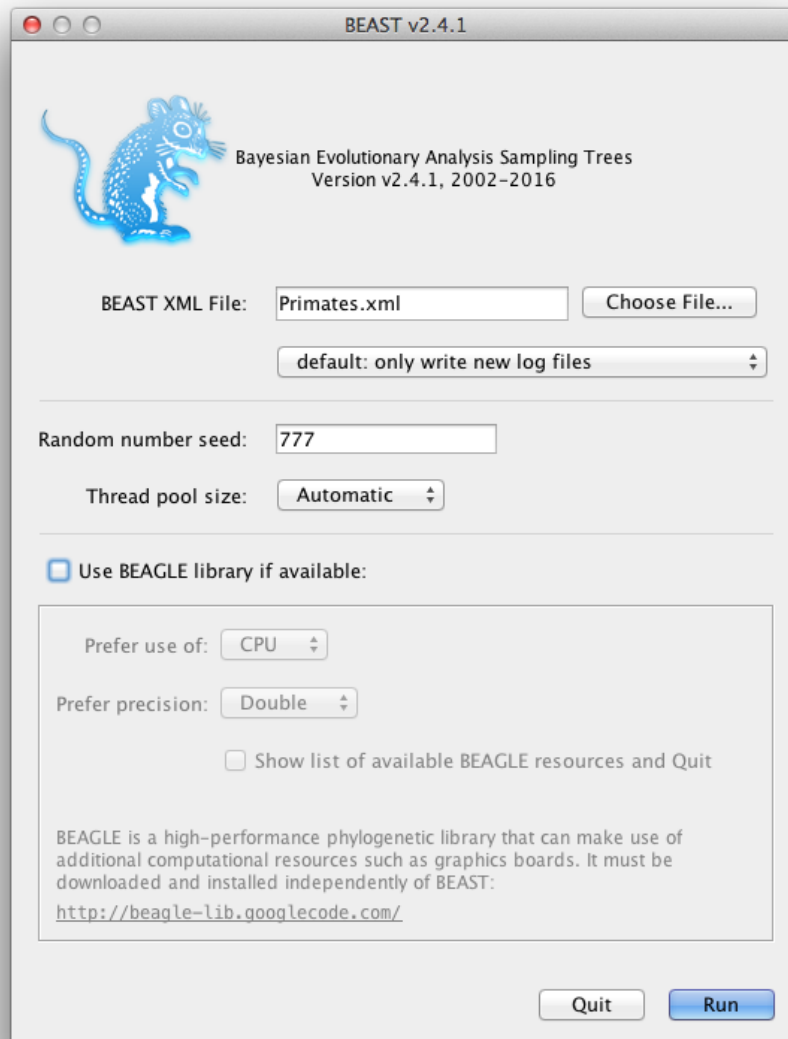 BEAST v2.4.1
Bayesian Evolutionary Analysis Sampling Trees
Version v2.4.1, 2002-2016
BEAST XML File: Primates.xml Choose File...
default: only write new log files
Random number seed: 777
Thread pool size: Automatic
Use BEAGLE library if available:
Prefer use of: CPU
Prefer precision: Double
Show list of available BEAGLE resources and Quit
BEAGLE is a high-performance phylogenetic library that can make use of
additional computational resources such as graphics boards. It must be
downloaded and installed independently of BEAST:
http://beagle-lib.googlecode.com/
Quit Run